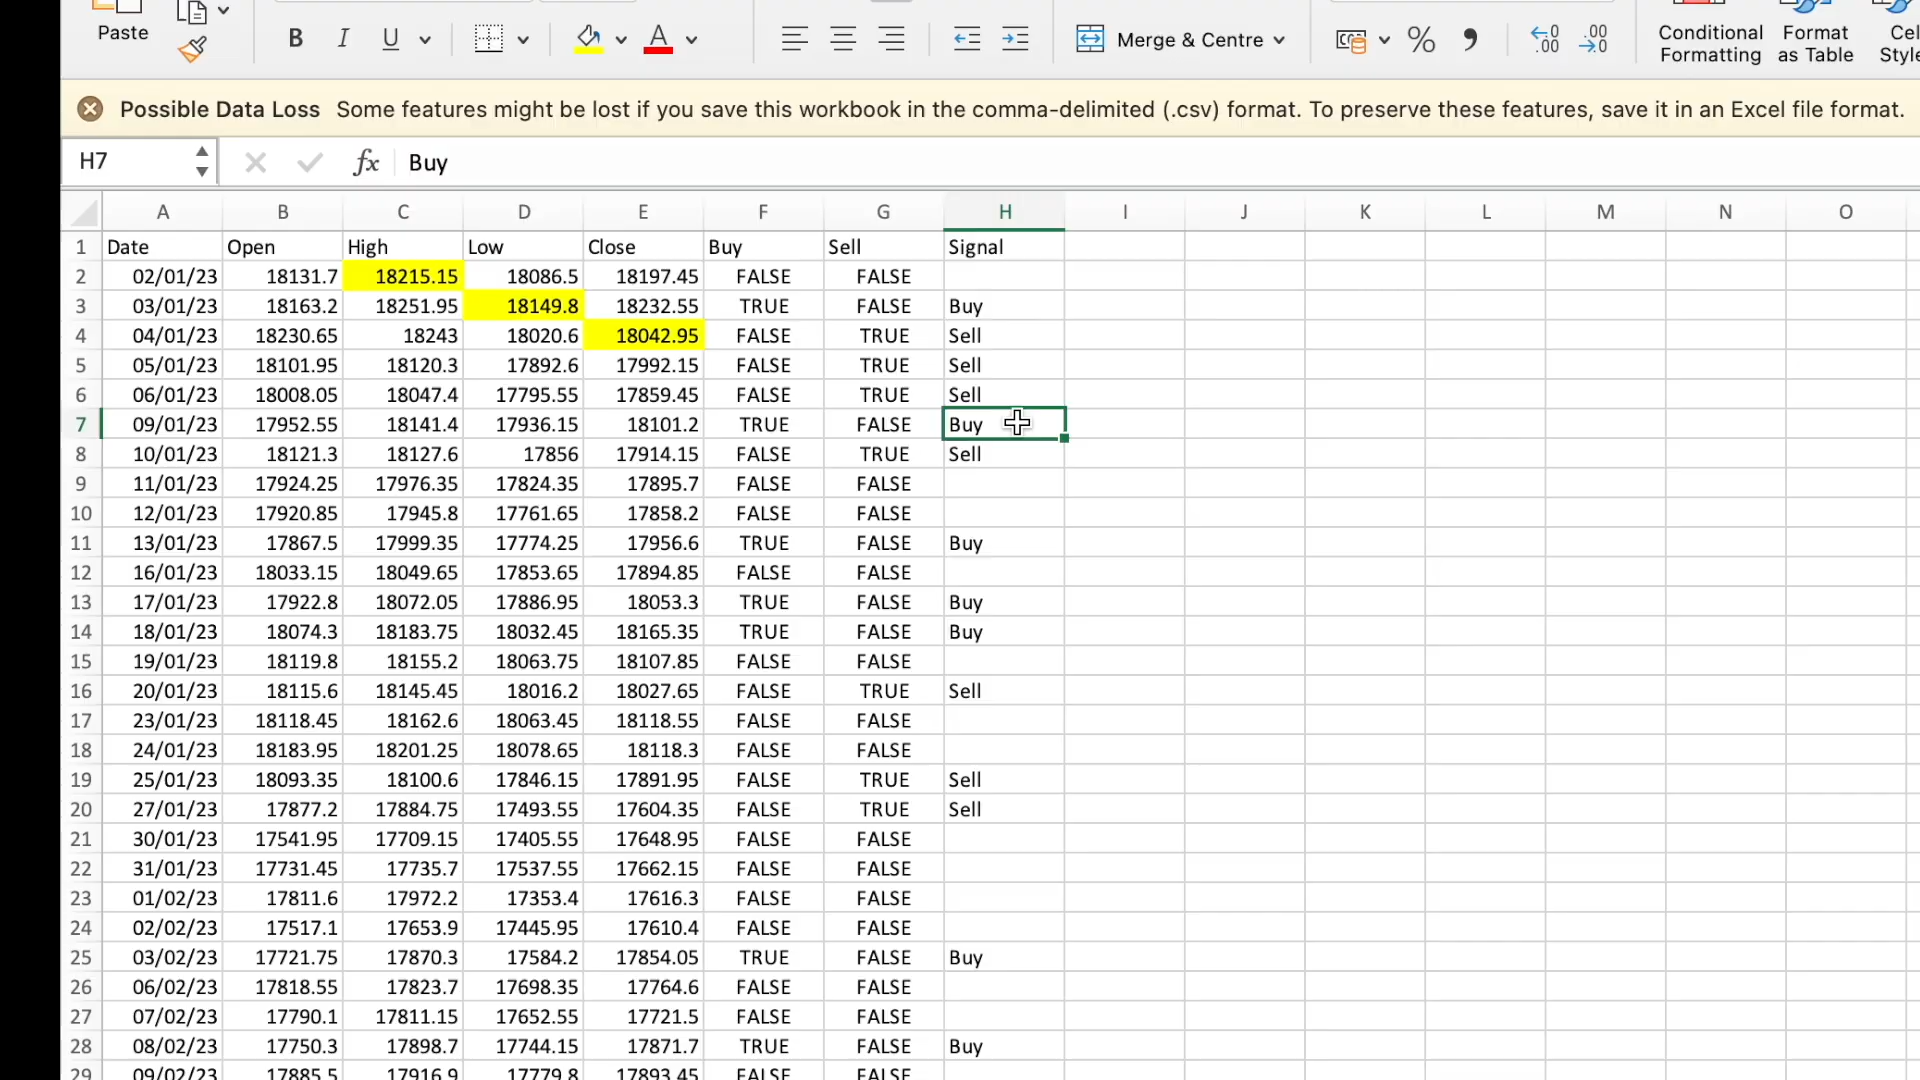 Paste
B I U A
Merge & Centre
% .00 .00
Conditional Formatting
Format as Table
Possible Data Loss Some features might be lost if you save this workbook in the comma-delimited (.csv) format. To preserve these features, save it in an Excel file format.
H7 fx Buy
A B C D E F G H I J K L M N O
1 Date Open High Low Close Buy Sell Signal
2 02/01/23 18131.7 18215.15 18086.5 18197.45 FALSE FALSE
3 03/01/23 18163.2 18251.95 18149.8 18232.55 TRUE FALSE Buy
4 04/01/23 18230.65 18243 18020.6 18042.95 FALSE TRUE Sell
5 05/01/23 18101.95 18120.3 17892.6 17992.15 FALSE TRUE Sell
6 06/01/23 18008.05 18047.4 17795.55 17859.45 FALSE TRUE Sell
7 09/01/23 17952.55 18141.4 17936.15 18101.2 TRUE FALSE Buy
8 10/01/23 18121.3 18127.6 17856 17914.15 FALSE TRUE Sell
9 11/01/23 17924.25 17976.35 17824.35 17895.7 FALSE FALSE
10 12/01/23 17920.85 17945.8 17761.65 17858.2 FALSE FALSE
11 13/01/23 17867.5 17999.35 17774.25 17956.6 TRUE FALSE Buy
12 16/01/23 18033.15 18049.65 17853.65 17894.85 FALSE FALSE
13 17/01/23 17922.8 18072.05 17886.95 18053.3 TRUE FALSE Buy
14 18/01/23 18074.3 18183.75 18032.45 18165.35 TRUE FALSE Buy
15 19/01/23 18119.8 18155.2 18063.75 18107.85 FALSE FALSE
16 20/01/23 18115.6 18145.45 18016.2 18027.65 FALSE TRUE Sell
17 23/01/23 18118.45 18162.6 18063.45 18118.55 FALSE FALSE
18 24/01/23 18183.95 18201.25 18078.65 18118.3 FALSE FALSE
19 25/01/23 18093.35 18100.6 17846.15 17891.95 FALSE TRUE Sell
20 27/01/23 17877.2 17884.75 17493.55 17604.35 FALSE TRUE Sell
21 30/01/23 17541.95 17709.15 17405.55 17648.95 FALSE FALSE
22 31/01/23 17731.45 17735.7 17537.55 17662.15 FALSE FALSE
23 01/02/23 17811.6 17972.2 17353.4 17616.3 FALSE FALSE
24 02/02/23 17517.1 17653.9 17445.95 17610.4 FALSE FALSE
25 03/02/23 17721.75 17870.3 17584.2 17854.05 TRUE FALSE Buy
26 06/02/23 17818.55 17823.7 17698.35 17764.6 FALSE FALSE
27 07/02/23 17790.1 17811.15 17652.55 17721.5 FALSE FALSE
28 08/02/23 17750.3 17898.7 17744.15 17871.7 TRUE FALSE Buy
29 09/02/23 17885.5 17916.9 17779.8 17893.45 FALSE FALSE